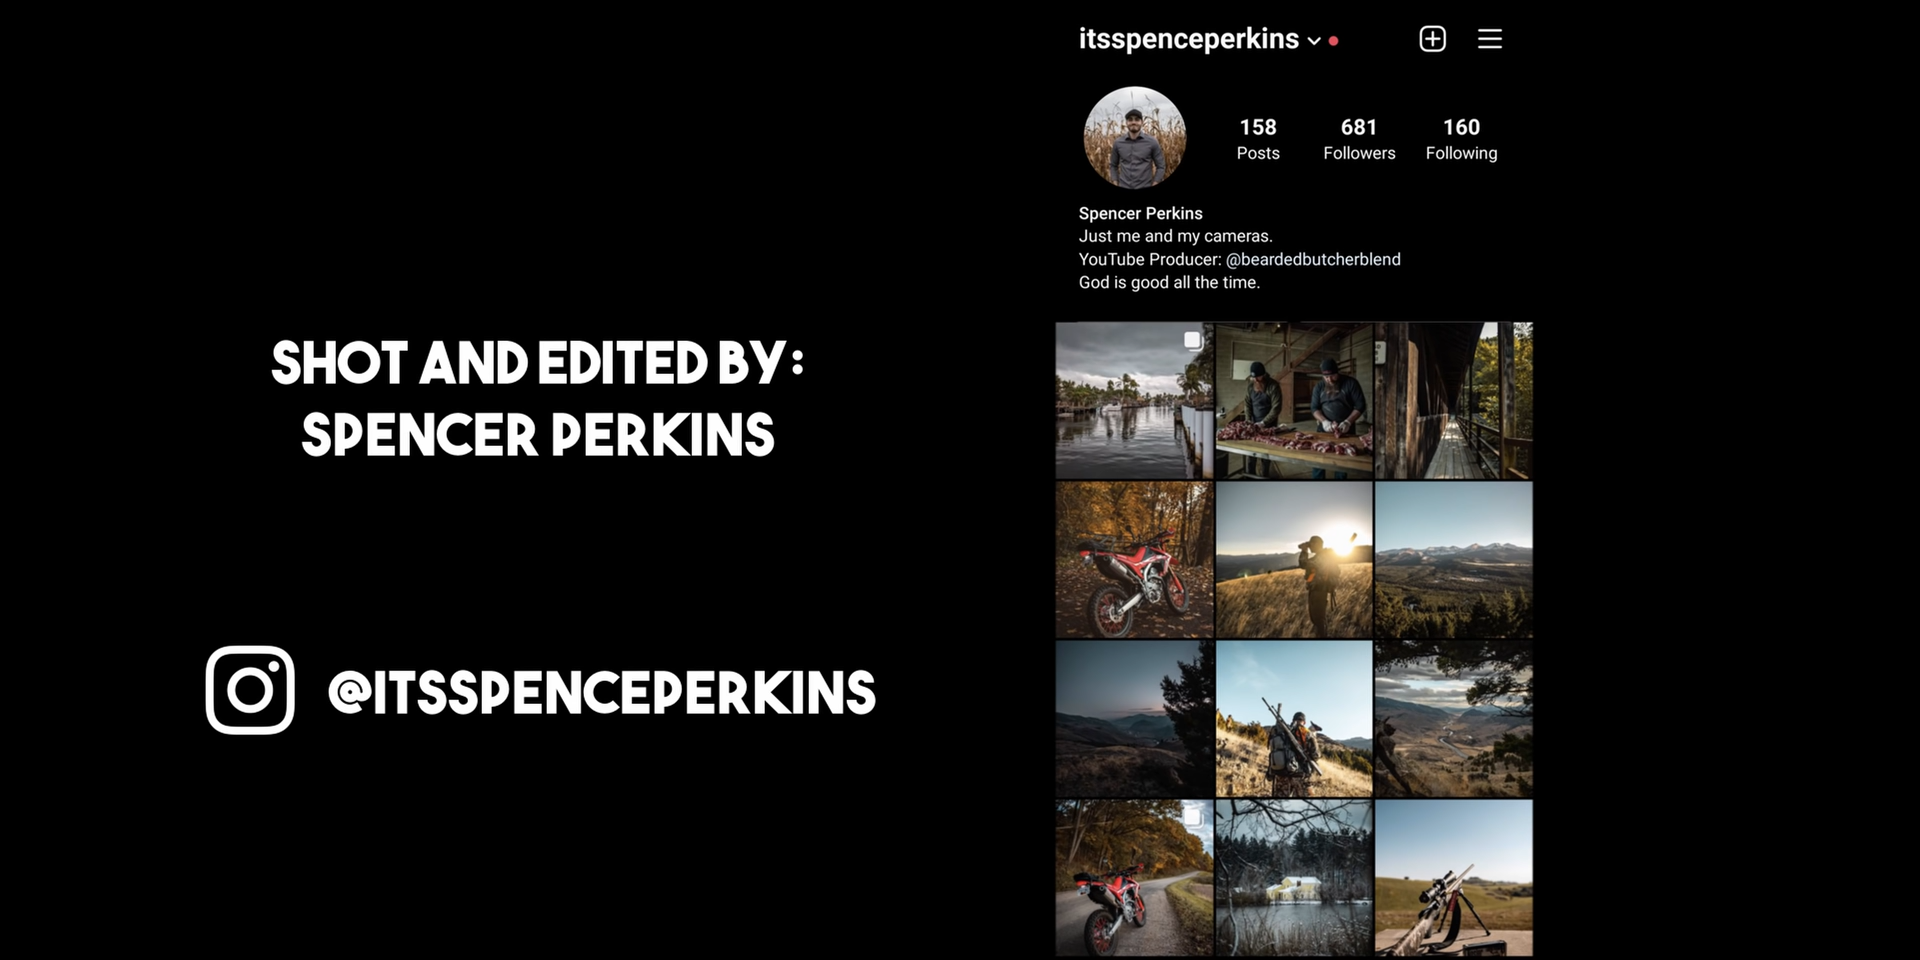 SHOT AND EDITED BY:
SPENCER PERKINS
@ITSSPENCEPERKINS
itsspenceperkins
158 681 160
Posts Followers Following
Spencer Perkins
Just me and my cameras.
YouTube Producer: @beardedbutcherblend
God is good all the time.